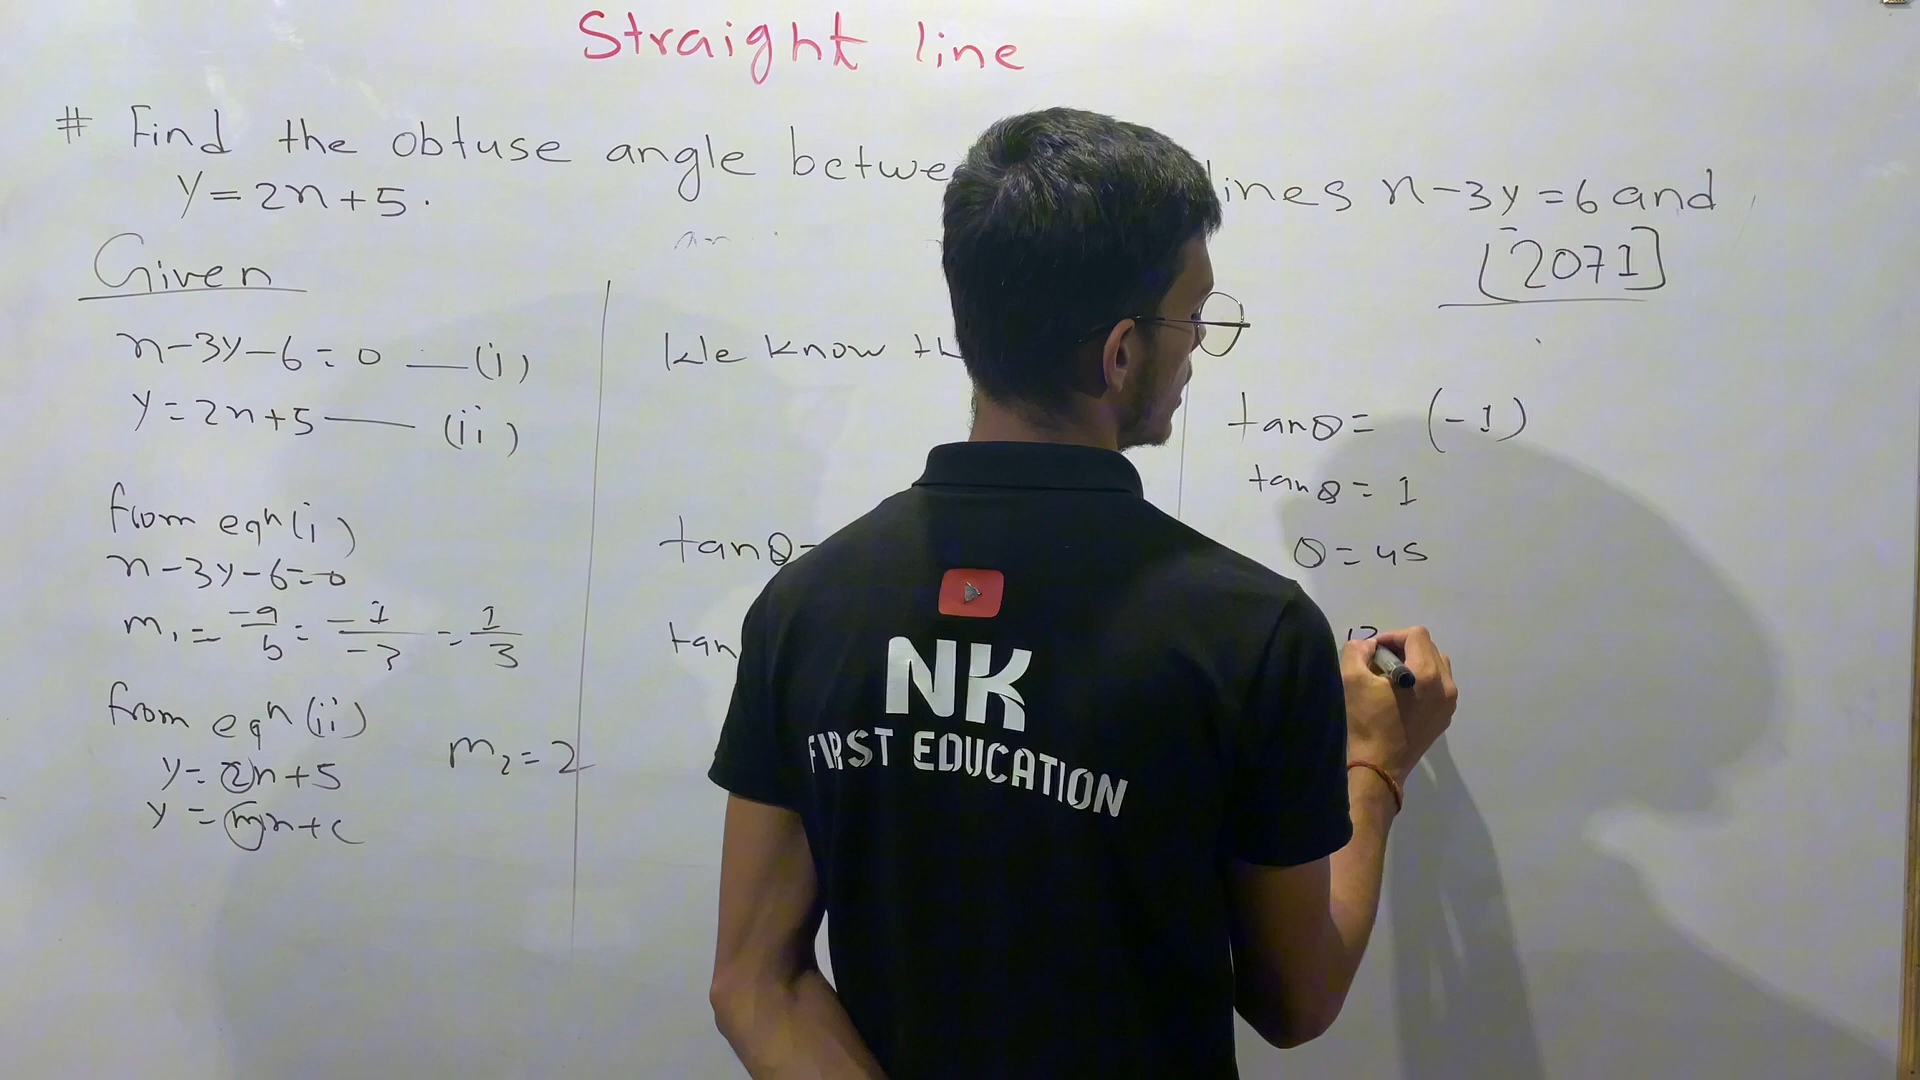 Straight line
# Find the obtuse angle betwe lines x-3y=6 and
y=2x+5.
[2071]
Given
x-3y-6=0 —(i)
y=2x+5 — (ii)
from eqn(i)
x-3y-6=0
m₁ = -a/b = -1/-3 = 1/3
from eqn(ii)
y=2x+5
m₂=2
y=mx+c
We know th
tanθ=
tan
tanθ= (-1)
tanθ=1
θ=45
NK
FIRST EDUCATION